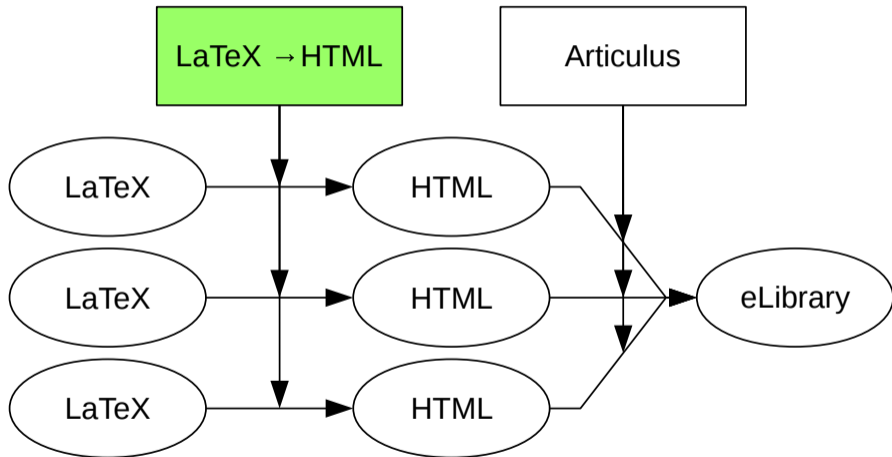 LaTeX →HTML
Articulus
LaTeX
HTML
LaTeX
HTML
eLibrary
LaTeX
HTML